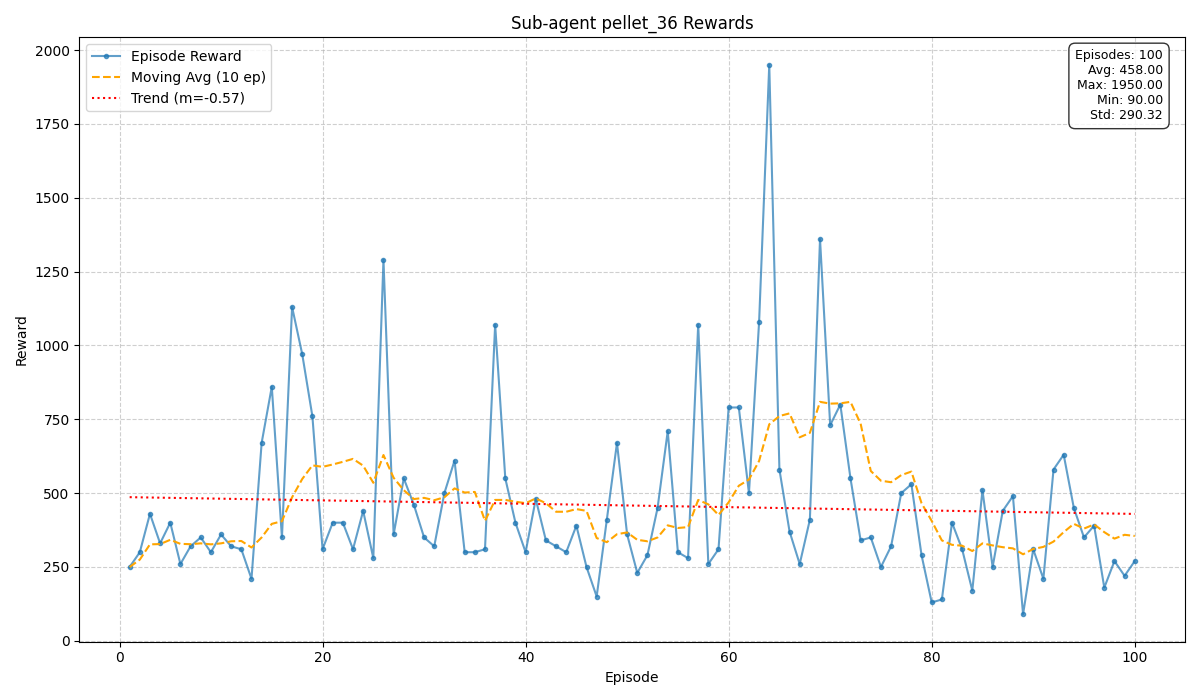 Sub-agent pellet_36 Rewards
Episode Reward
Moving Avg (10 ep)
Trend (m=-0.57)
Episodes: 100
Avg: 458.00
Max: 1950.00
Min: 90.00
Std: 290.32
Reward
2000
1750
1500
1250
1000
750
500
250
0
0 20 40 60 80 100
Episode